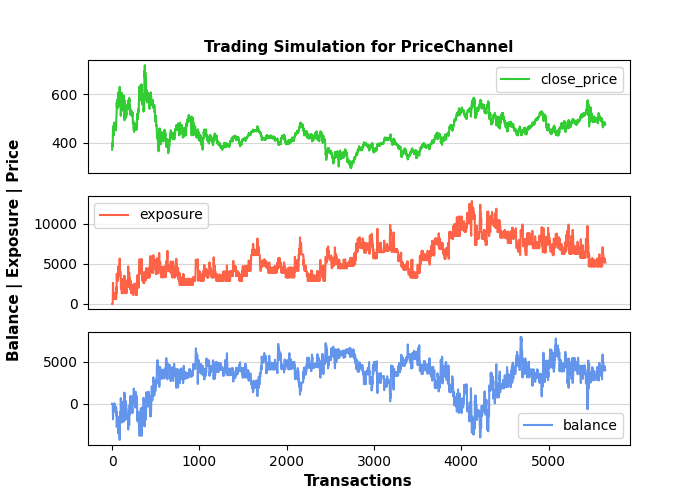 Trading Simulation for PriceChannel
close_price
600
400
exposure
10000
5000
0
balance
5000
0
0 1000 2000 3000 4000 5000
Transactions
Balance | Exposure | Price